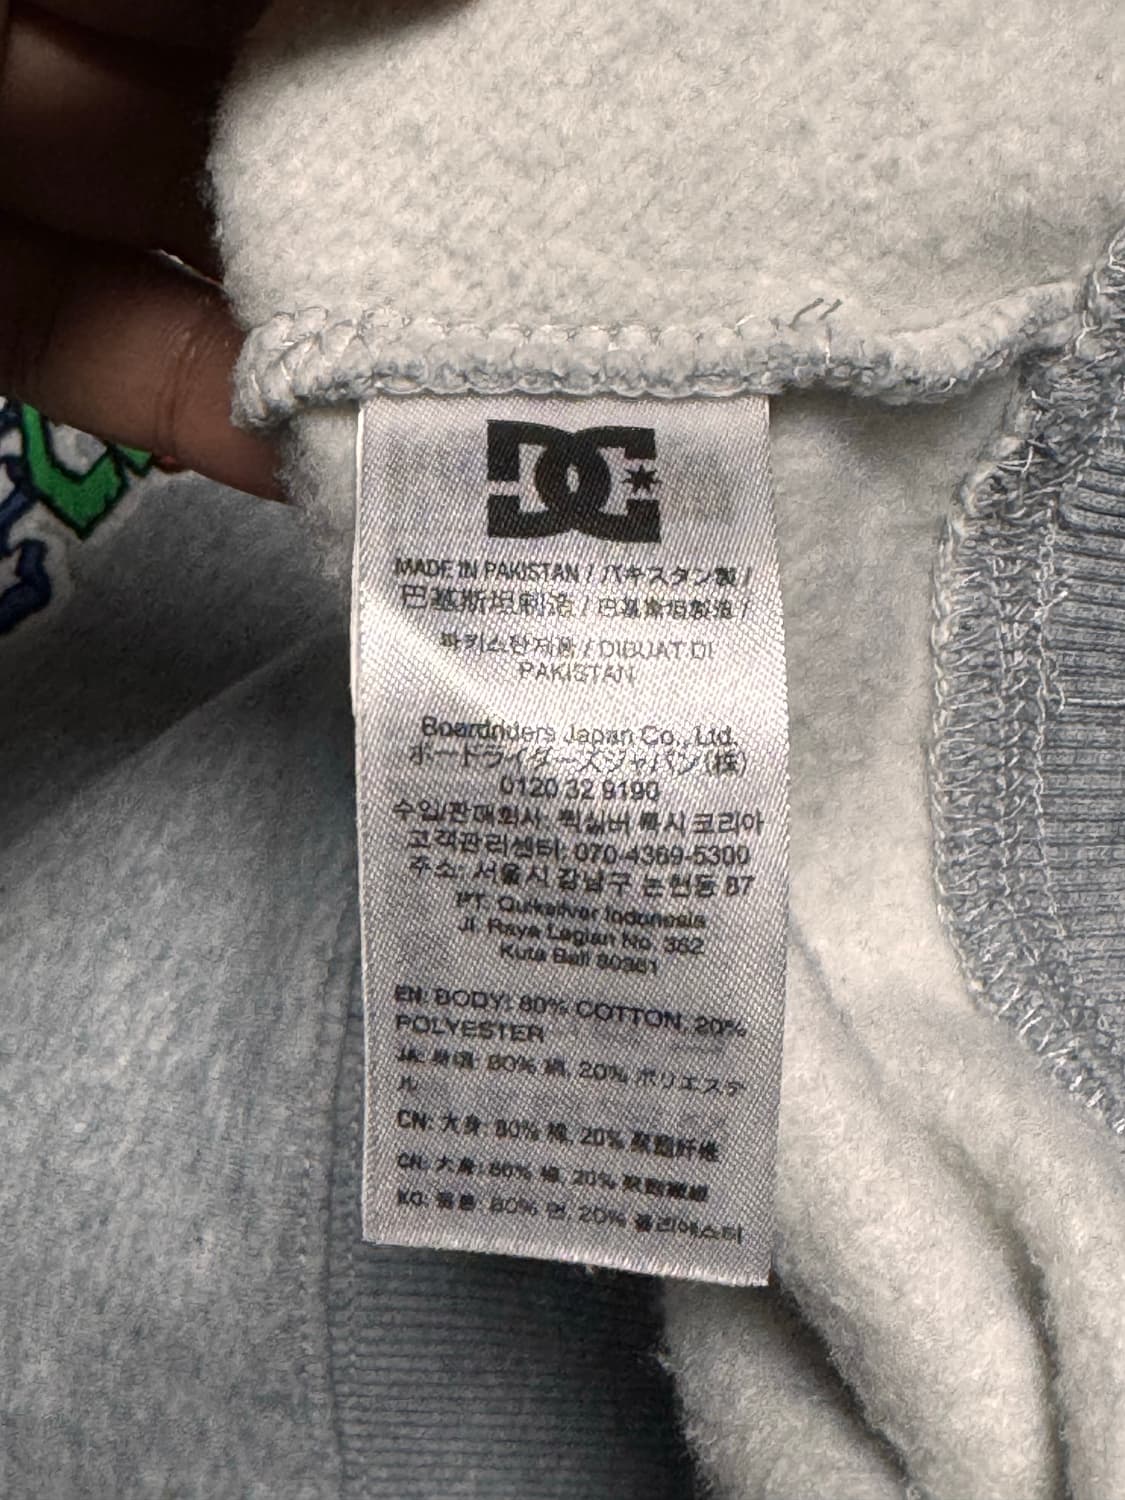 DC
MADE IN PAKISTAN / パキスタン製 /
巴基斯坦制造 / 巴基斯坦製造 /
파키스탄제품 / DIBUAT DI
PAKISTAN
Boardriders Japan Co., Ltd.
ボードライダーズジャパン(株)
0120 32 9190
수입/판매회사: 퀵실버 록시 코리아
고객관리센터: 070-4369-5300
주소: 서울시 강남구 논현동 87
PT. Quiksilver Indonesia
Jl. Raya Legian No. 362
Kuta Bali 80361
EN: BODY: 80% COTTON, 20%
POLYESTER
JA: 身頃: 80% 綿, 20% ポリエステ
ル
CN: 大身: 80% 棉, 20% 聚酯纤维
CN: 大身: 80% 棉, 20% 聚酯纖維
KO: 몸통: 80% 면, 20% 폴리에스터